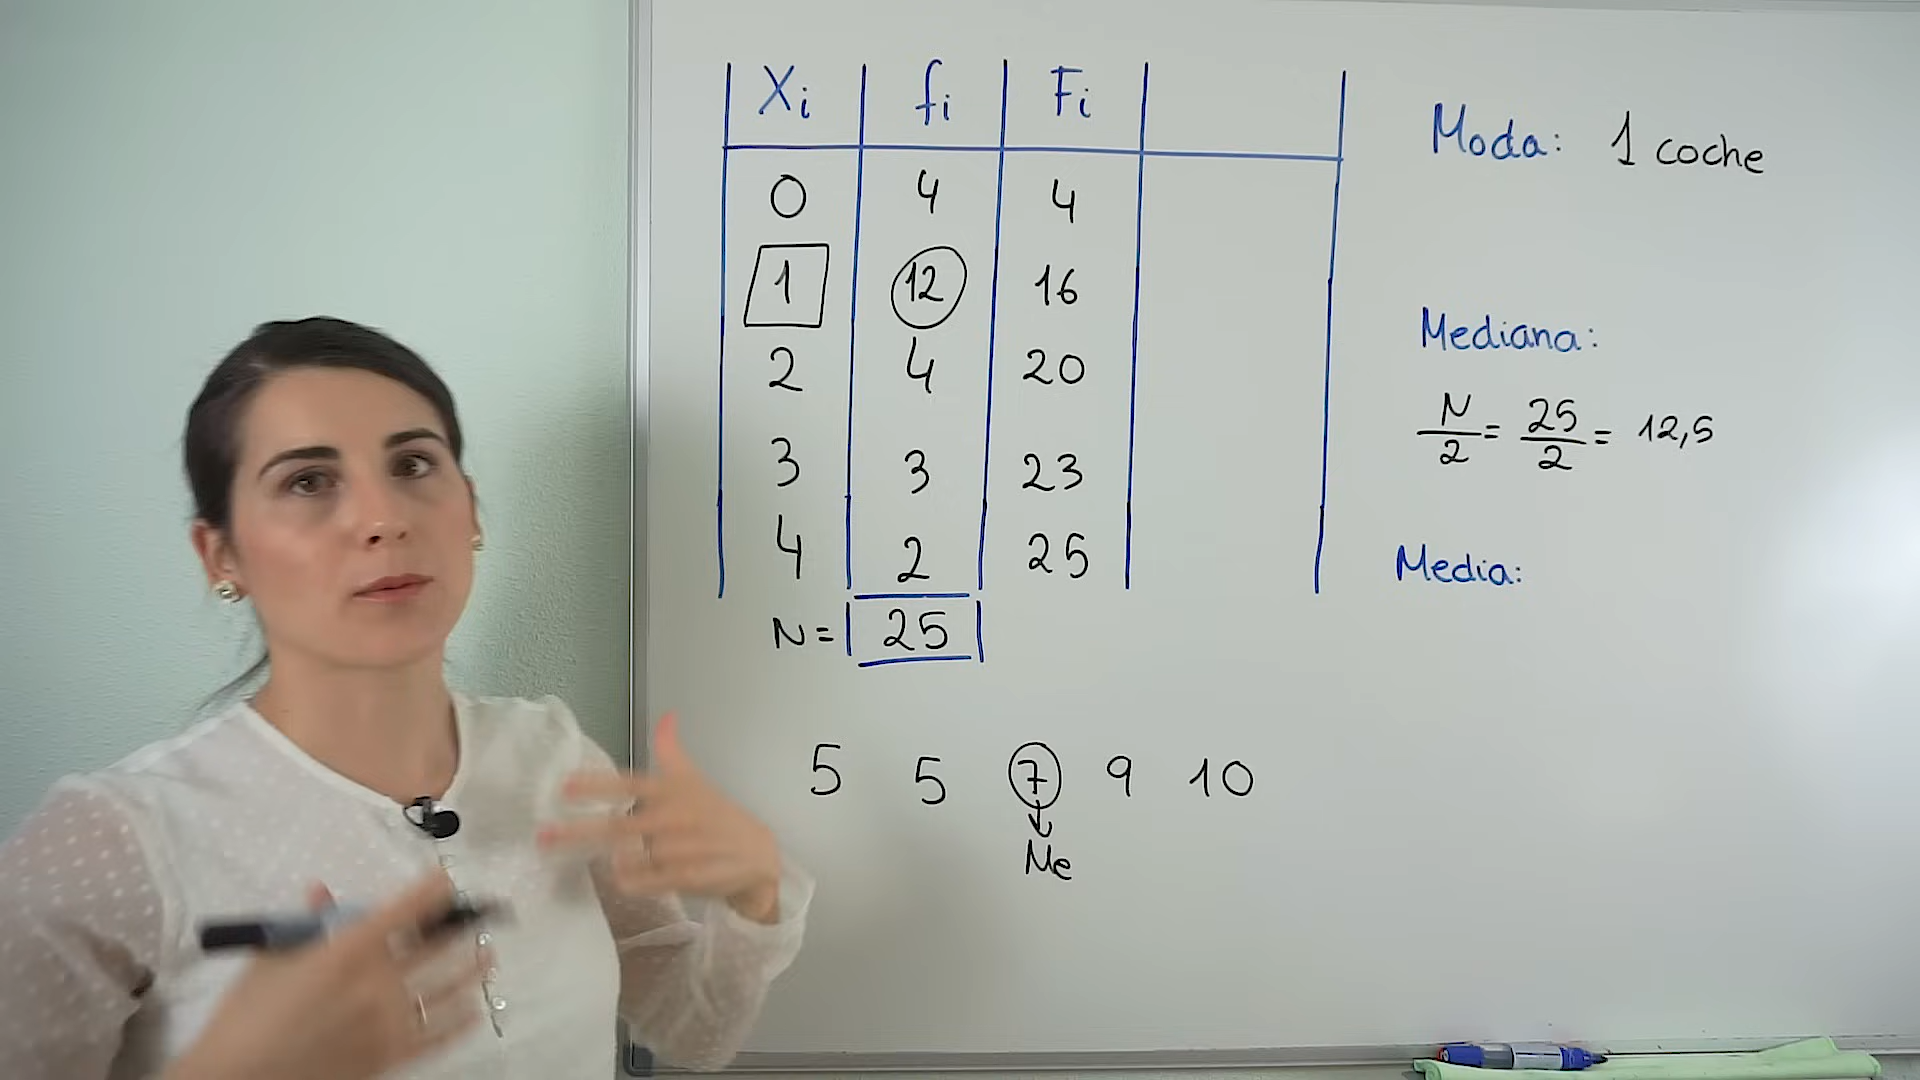 Xi fi Fi
0 4 4
1 12 16
2 4 20
3 3 23
4 2 25
N = 25
5 5 7 9 10
Me
Moda: 1 coche
Mediana:
N/2 = 25/2 = 12,5
Media: